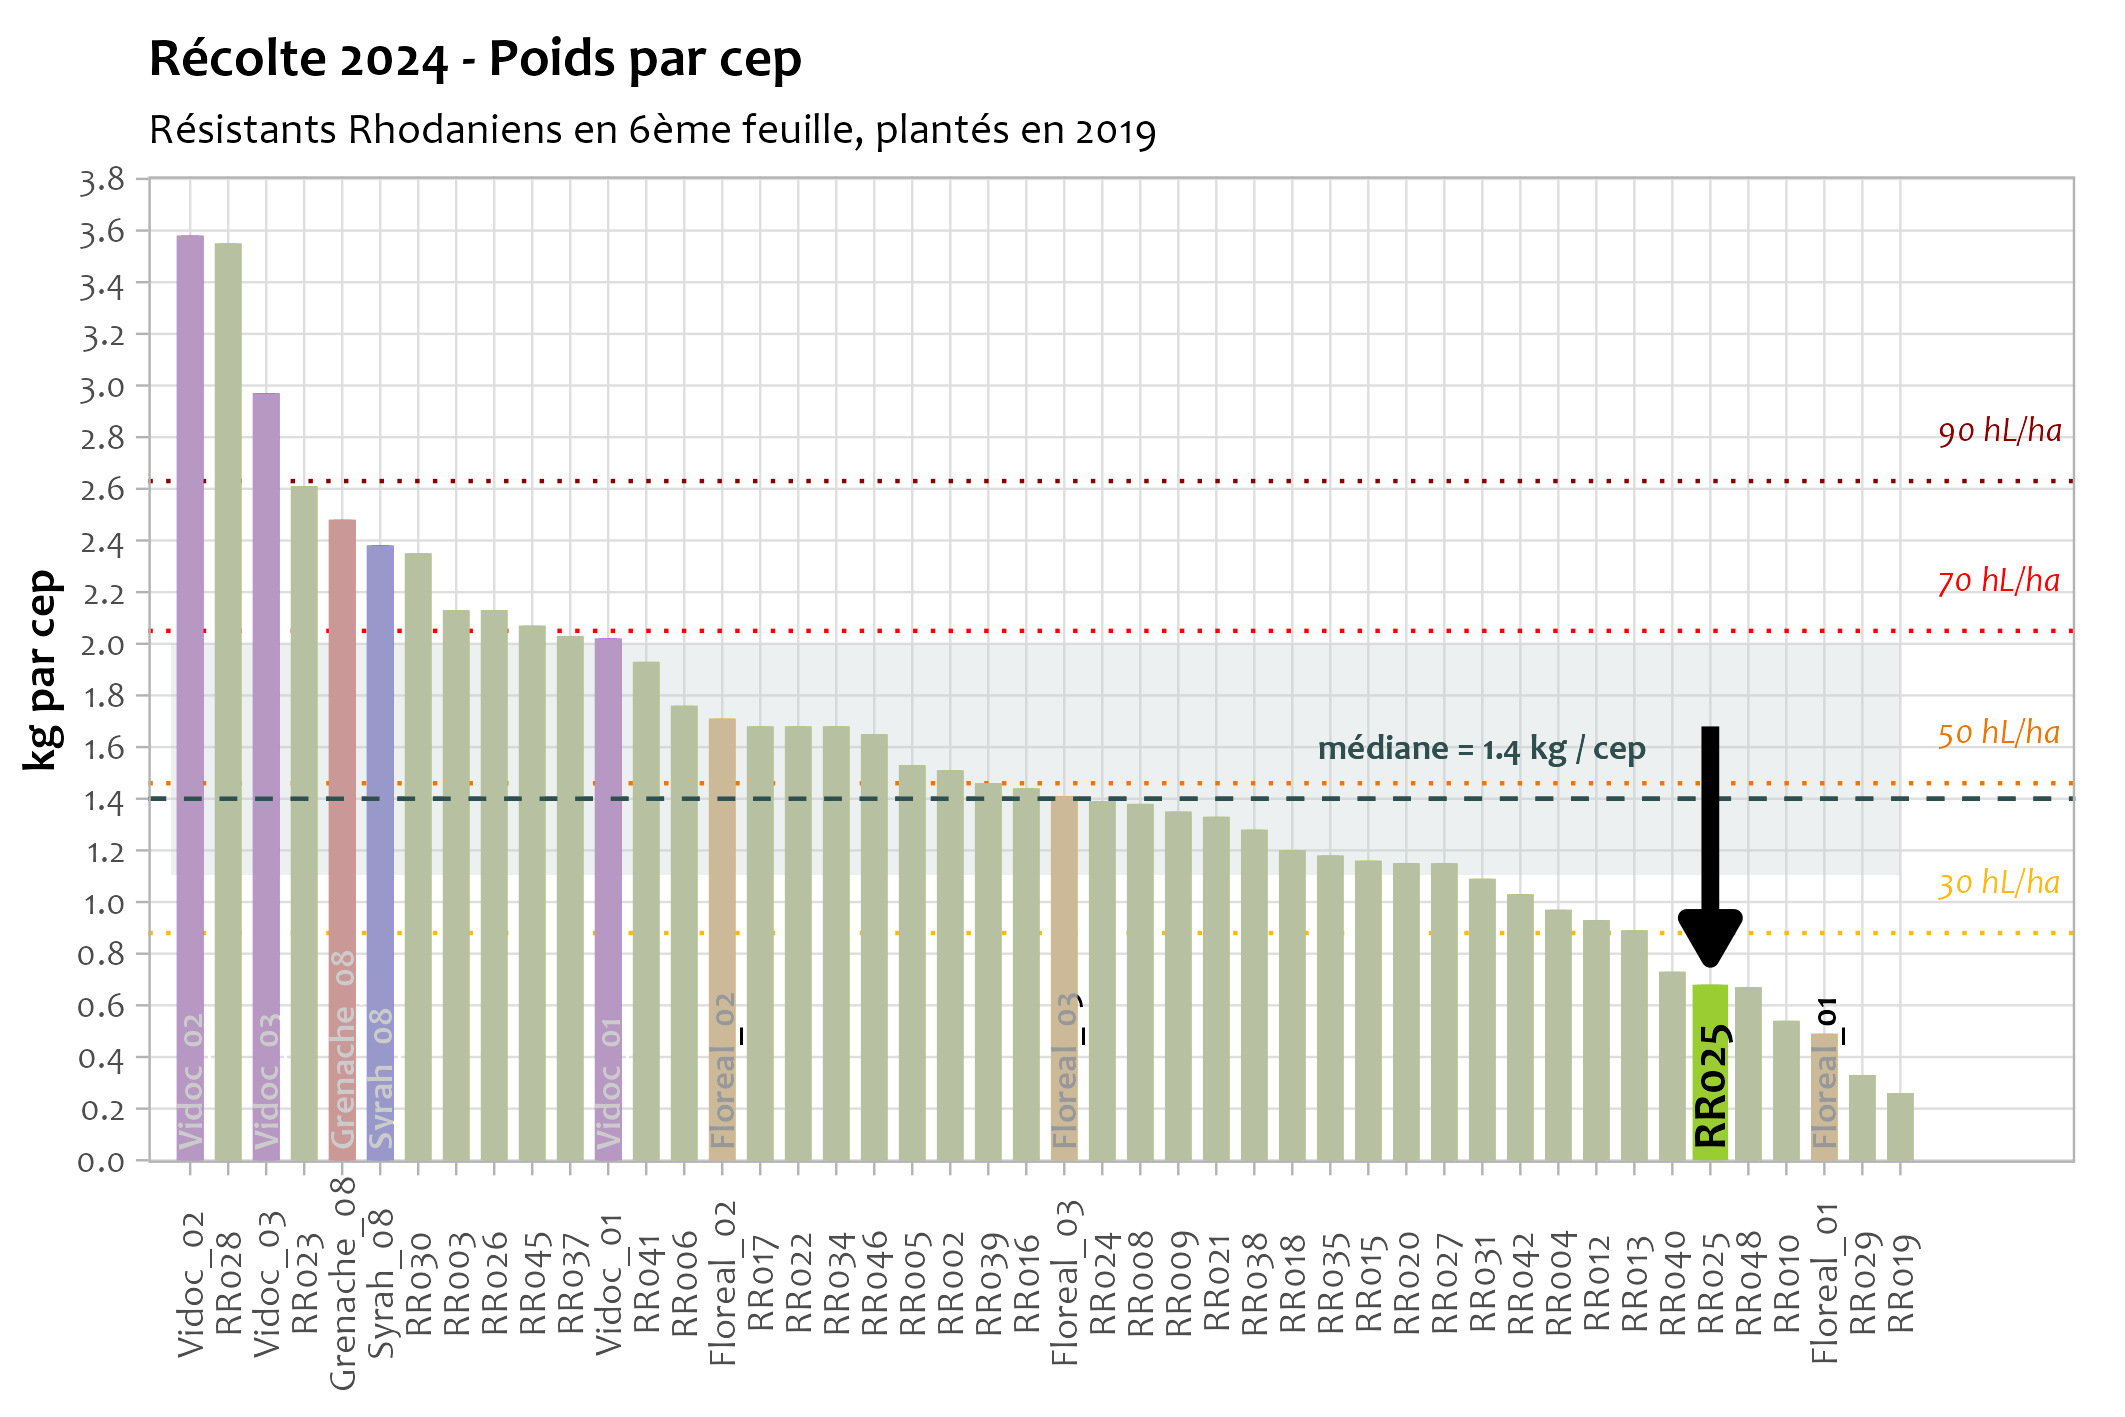 Récolte 2024 - Poids par cep
Résistants Rhodaniens en 6ème feuille, plantés en 2019
kg par cep
3.8
3.6
3.4
3.2
3.0
2.8
2.6
2.4
2.2
2.0
1.8
1.6
1.4
1.2
1.0
0.8
0.6
0.4
0.2
0.0
90 hL/ha
70 hL/ha
50 hL/ha
30 hL/ha
médiane = 1.4 kg / cep
Vidoc_02
Vidoc_03
Grenache_08
Syrah_08
Vidoc_01
Floreal_02
Floreal_03
RR025
Floreal_01
Vidoc_02
RR028
Vidoc_03
RR023
Grenache_08
Syrah_08
RR030
RR003
RR026
RR045
RR037
Vidoc_01
RR041
RR006
Floreal_02
RR017
RR022
RR034
RR046
RR005
RR002
RR039
RR016
Floreal_03
RR024
RR008
RR009
RR021
RR038
RR018
RR035
RR015
RR020
RR027
RR031
RR042
RR004
RR012
RR013
RR040
RR025
RR048
RR010
Floreal_01
RR029
RR019